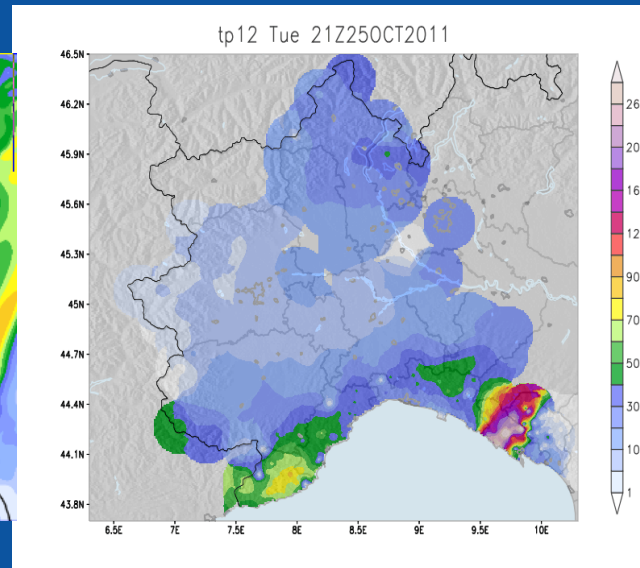 tp12 Tue 21Z25OCT2011
46.5N
46.2N
45.9N
45.6N
45.3N
45N
44.7N
44.4N
44.1N
43.8N
6.5E 7E 7.5E 8E 8.5E 9E 9.5E 10E
26
20
16
12
90
70
50
30
10
1